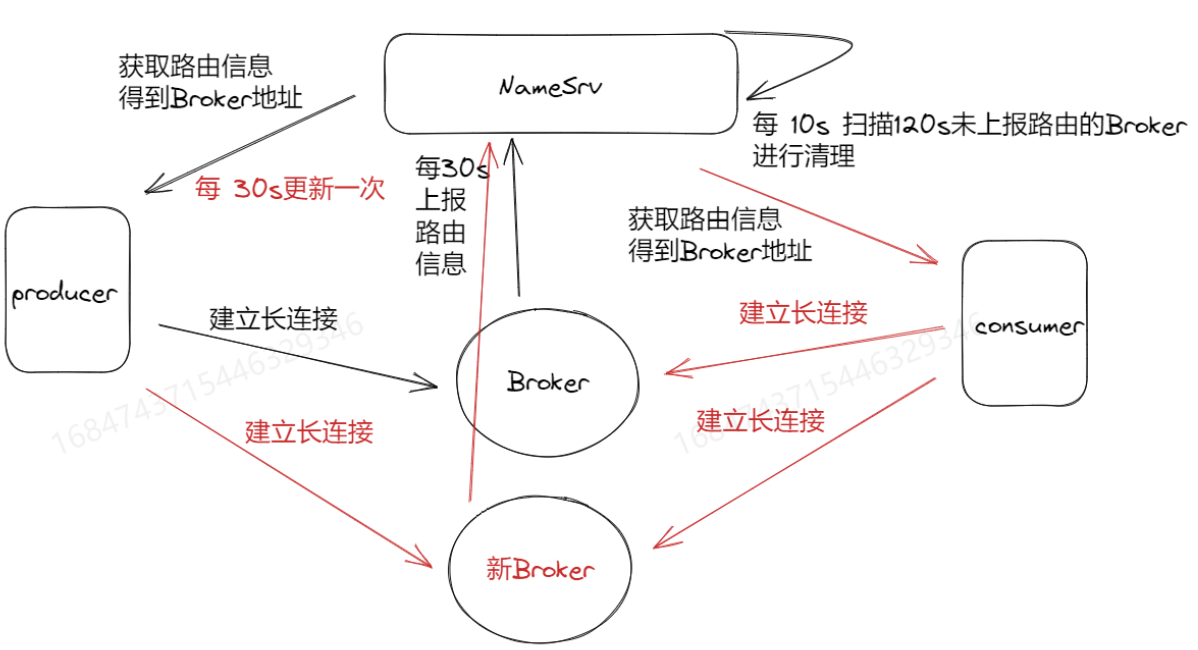 获取路由信息
得到Broker地址
NameSrv
每 10s 扫描120s未上报路由的Broker
进行清理
每 30s更新一次
每30s
上报
路由
信息
获取路由信息
得到Broker地址
producer
建立长连接
建立长连接
consumer
Broker
建立长连接
建立长连接
新Broker
1684743715446329346
1684743715446329346